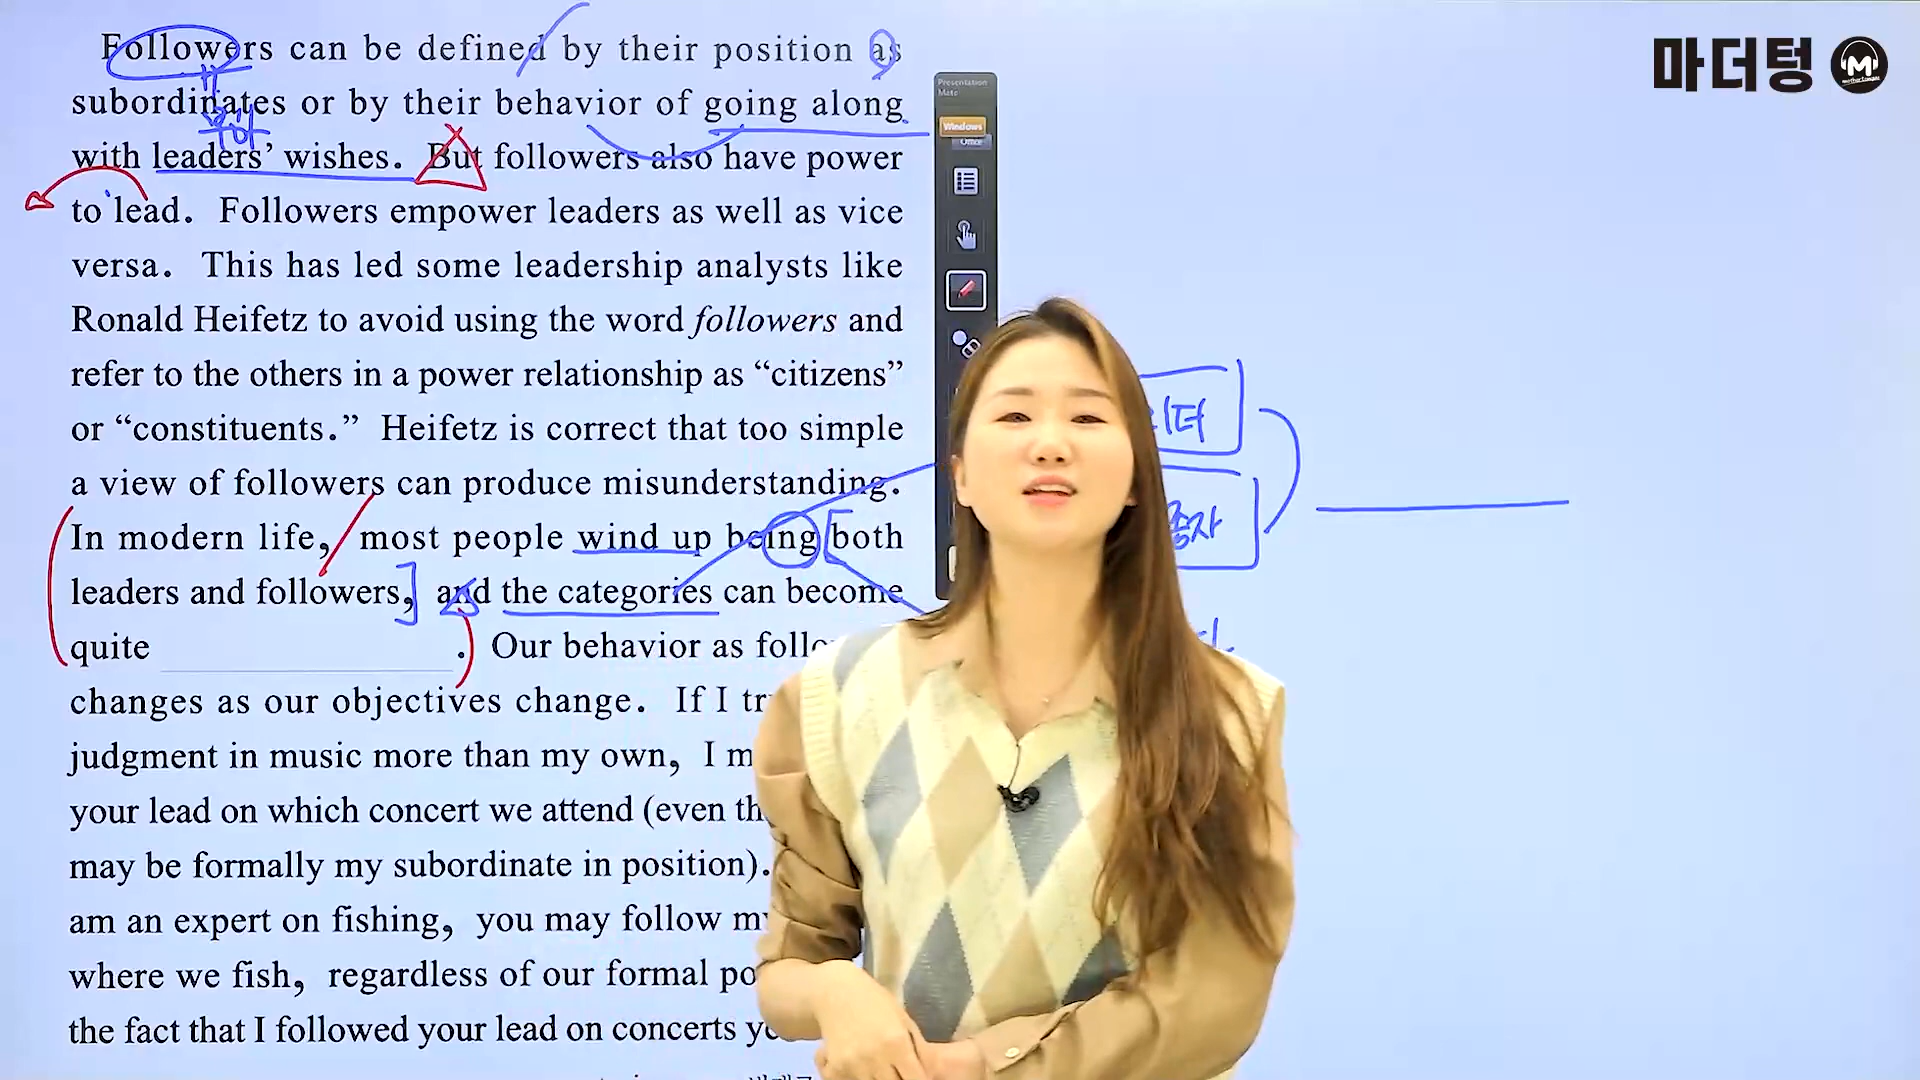 Followers can be defined by their position as
subordinates or by their behavior of going along
with leaders’ wishes. But followers also have power
to lead. Followers empower leaders as well as vice
versa. This has led some leadership analysts like
Ronald Heifetz to avoid using the word followers and
refer to the others in a power relationship as “citizens”
or “constituents.” Heifetz is correct that too simple
a view of followers can produce misunderstanding.
In modern life, most people wind up being both
leaders and followers, and the categories can become
quite . Our behavior as
changes as our objectives change. If I
judgment in music more than my own, I
your lead on which concert we attend (even
may be formally my subordinate in position).
am an expert on fishing, you may follow
where we fish, regardless of our formal
the fact that I followed your lead on concerts
마더텅
M
Presentation
Mate
Windows
Office